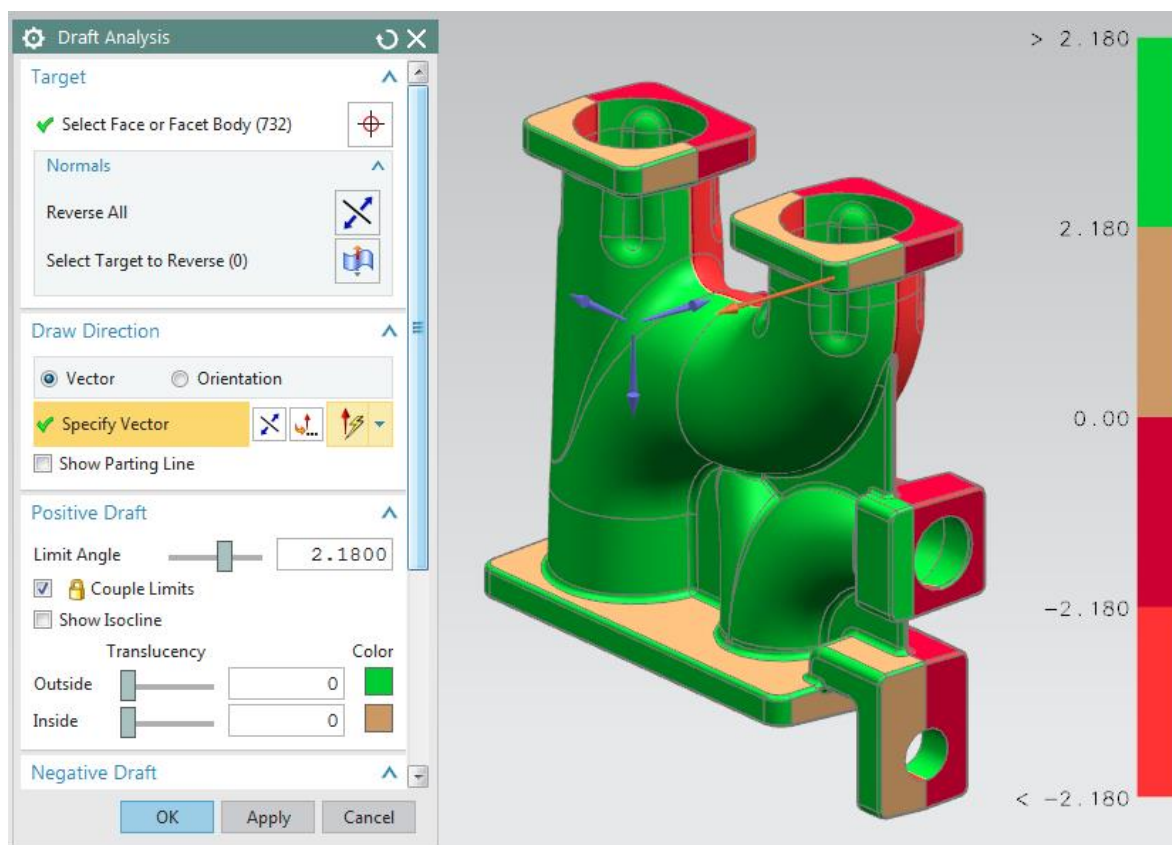 Draft Analysis
Target
Select Face or Facet Body (732)
Normals
Reverse All
Select Target to Reverse (0)
Draw Direction
Vector Orientation
Specify Vector
Show Parting Line
Positive Draft
Limit Angle 2.1800
Couple Limits
Show Isocline
Translucency Color
Outside 0
Inside 0
Negative Draft
OK Apply Cancel
> 2.180
2.180
0.00
-2.180
< -2.180